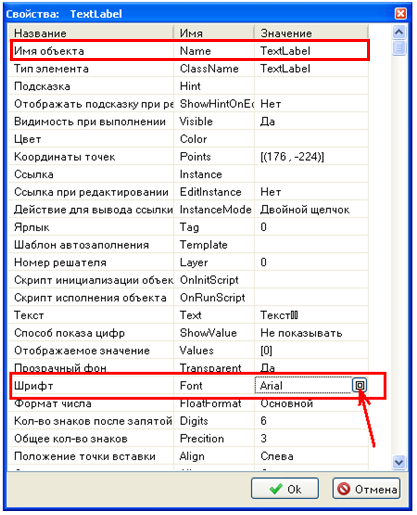 Свойства: TextLabel
Название Имя Значение
Имя объекта Name TextLabel
Тип элемента ClassName TextLabel
Подсказка Hint
Отображать подсказку при ре ShowHintOnEd Нет
Видимость при выполнении Visible Да
Цвет Color
Координаты точек Points [(176 , -224)]
Ссылка Instance
Ссылка при редактировании EditInstance Нет
Действие для вывода ссылки InstanceMode Двойной щелчок
Ярлык Tag 0
Шаблон автозаполнения Template
Номер решателя Layer 0
Скрипт инициализации объек OnInitScript
Скрипт исполнения объекта OnRunScript
Текст Text Текст▯▯
Способ показа цифр ShowValue Не показывать
Отображаемое значение Values [0]
Прозрачный фон Transparent Да
Шрифт Font Arial
Формат числа FloatFormat Основной
Кол-во знаков после запятой Digits 6
Общее кол-во знаков Precition 3
Положение точки вставки Align Слева
Ok Отмена